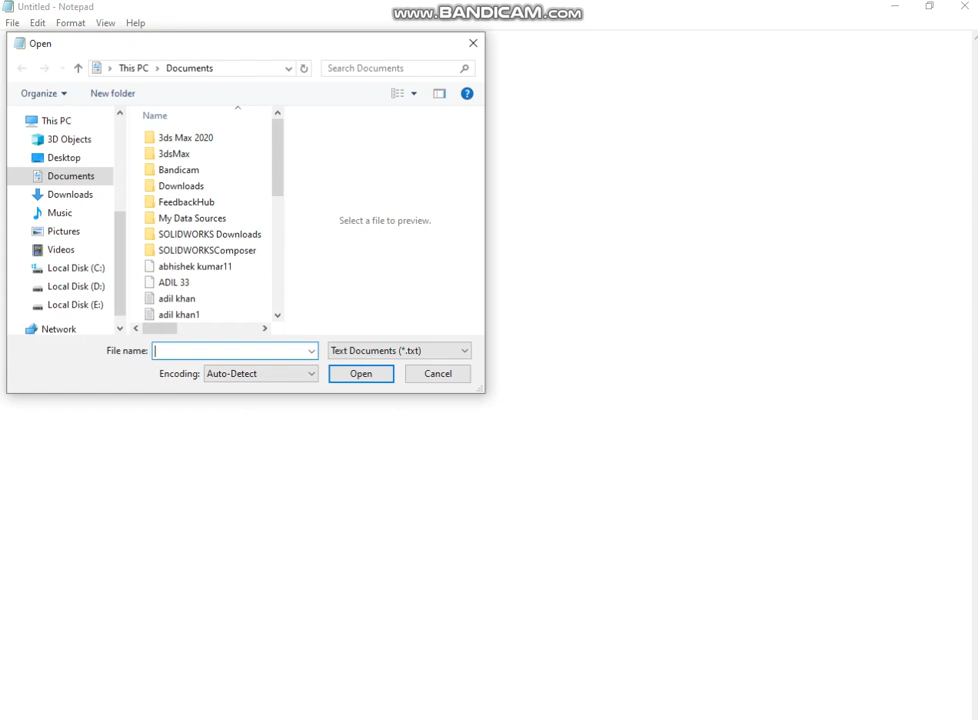 Untitled - Notepad
www.BANDICAM.com
File Edit Format View Help
Open
This PC Documents
Search Documents
Organize
New folder
Name
This PC
3D Objects
Desktop
Documents
Downloads
Music
Pictures
Videos
Local Disk (C:)
Local Disk (D:)
Local Disk (E:)
Network
3ds Max 2020
3dsMax
Bandicam
Downloads
FeedbackHub
My Data Sources
SOLIDWORKS Downloads
SOLIDWORKSComposer
abhishek kumar11
ADIL 33
adil khan
adil khan1
Select a file to preview.
File name:
Text Documents (*.txt)
Encoding: Auto-Detect
Open
Cancel